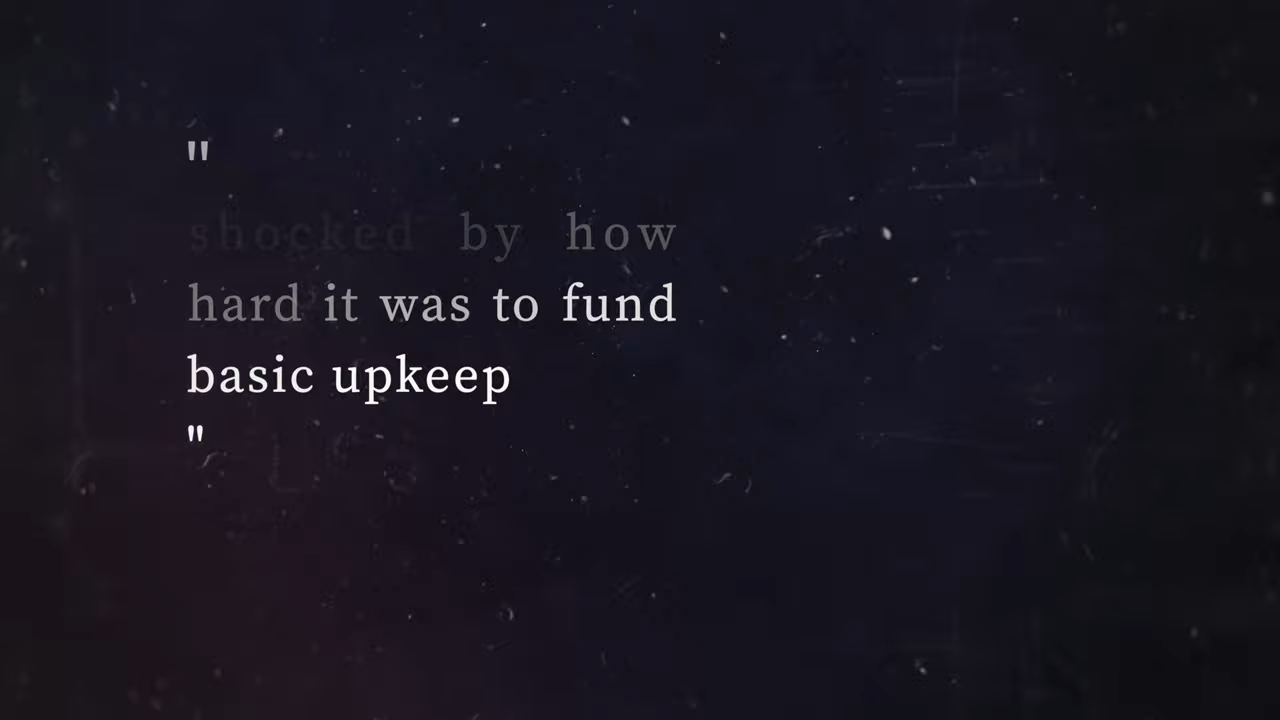 "
shocked by how
hard it was to fund
basic upkeep
"